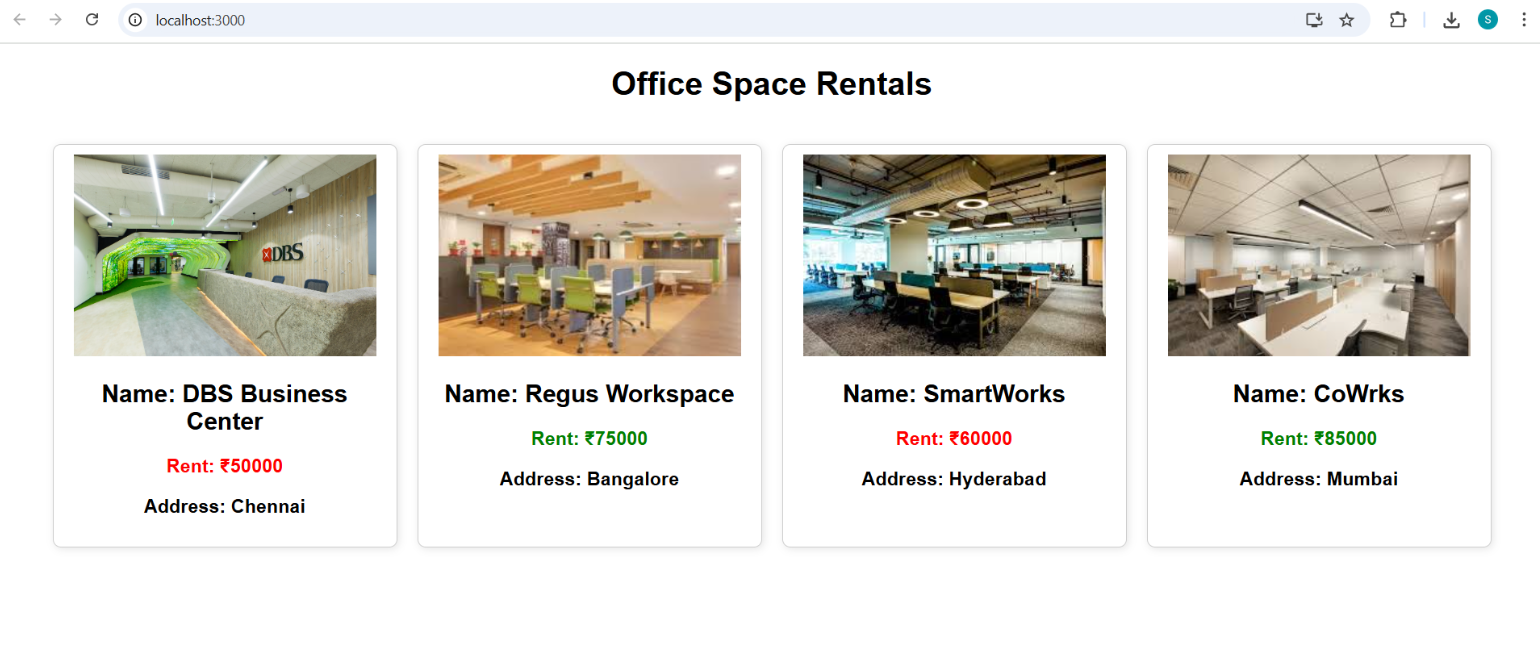 localhost:3000
S
Office Space Rentals
DBS
Name: DBS Business
Center
Rent: ₹50000
Address: Chennai
Name: Regus Workspace
Rent: ₹75000
Address: Bangalore
Name: SmartWorks
Rent: ₹60000
Address: Hyderabad
Name: CoWrks
Rent: ₹85000
Address: Mumbai